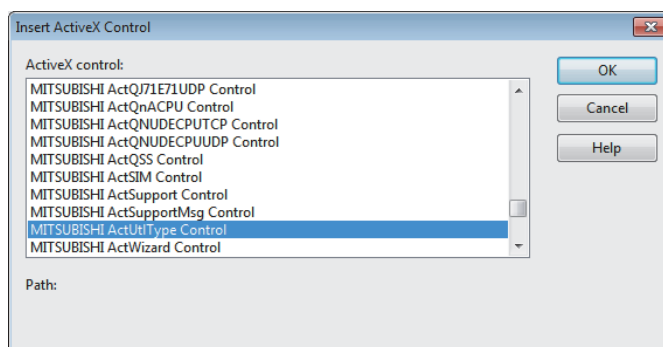 Insert ActiveX Control
ActiveX control:
MITSUBISHI ActQJ71E71UDP Control
MITSUBISHI ActQnACPU Control
MITSUBISHI ActQNUDECPUTCP Control
MITSUBISHI ActQNUDECPUUDP Control
MITSUBISHI ActQSS Control
MITSUBISHI ActSIM Control
MITSUBISHI ActSupport Control
MITSUBISHI ActSupportMsg Control
MITSUBISHI ActUtlType Control
MITSUBISHI ActWizard Control
OK
Cancel
Help
Path: